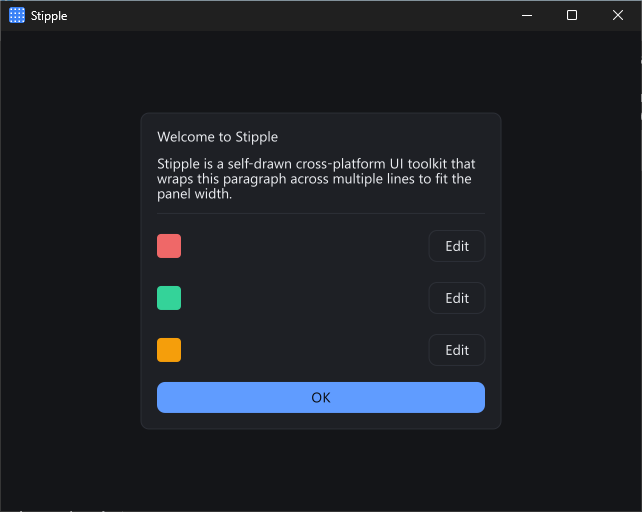 Stipple
Welcome to Stipple
Stipple is a self-drawn cross-platform UI toolkit that
wraps this paragraph across multiple lines to fit the
panel width.
Edit
Edit
Edit
OK